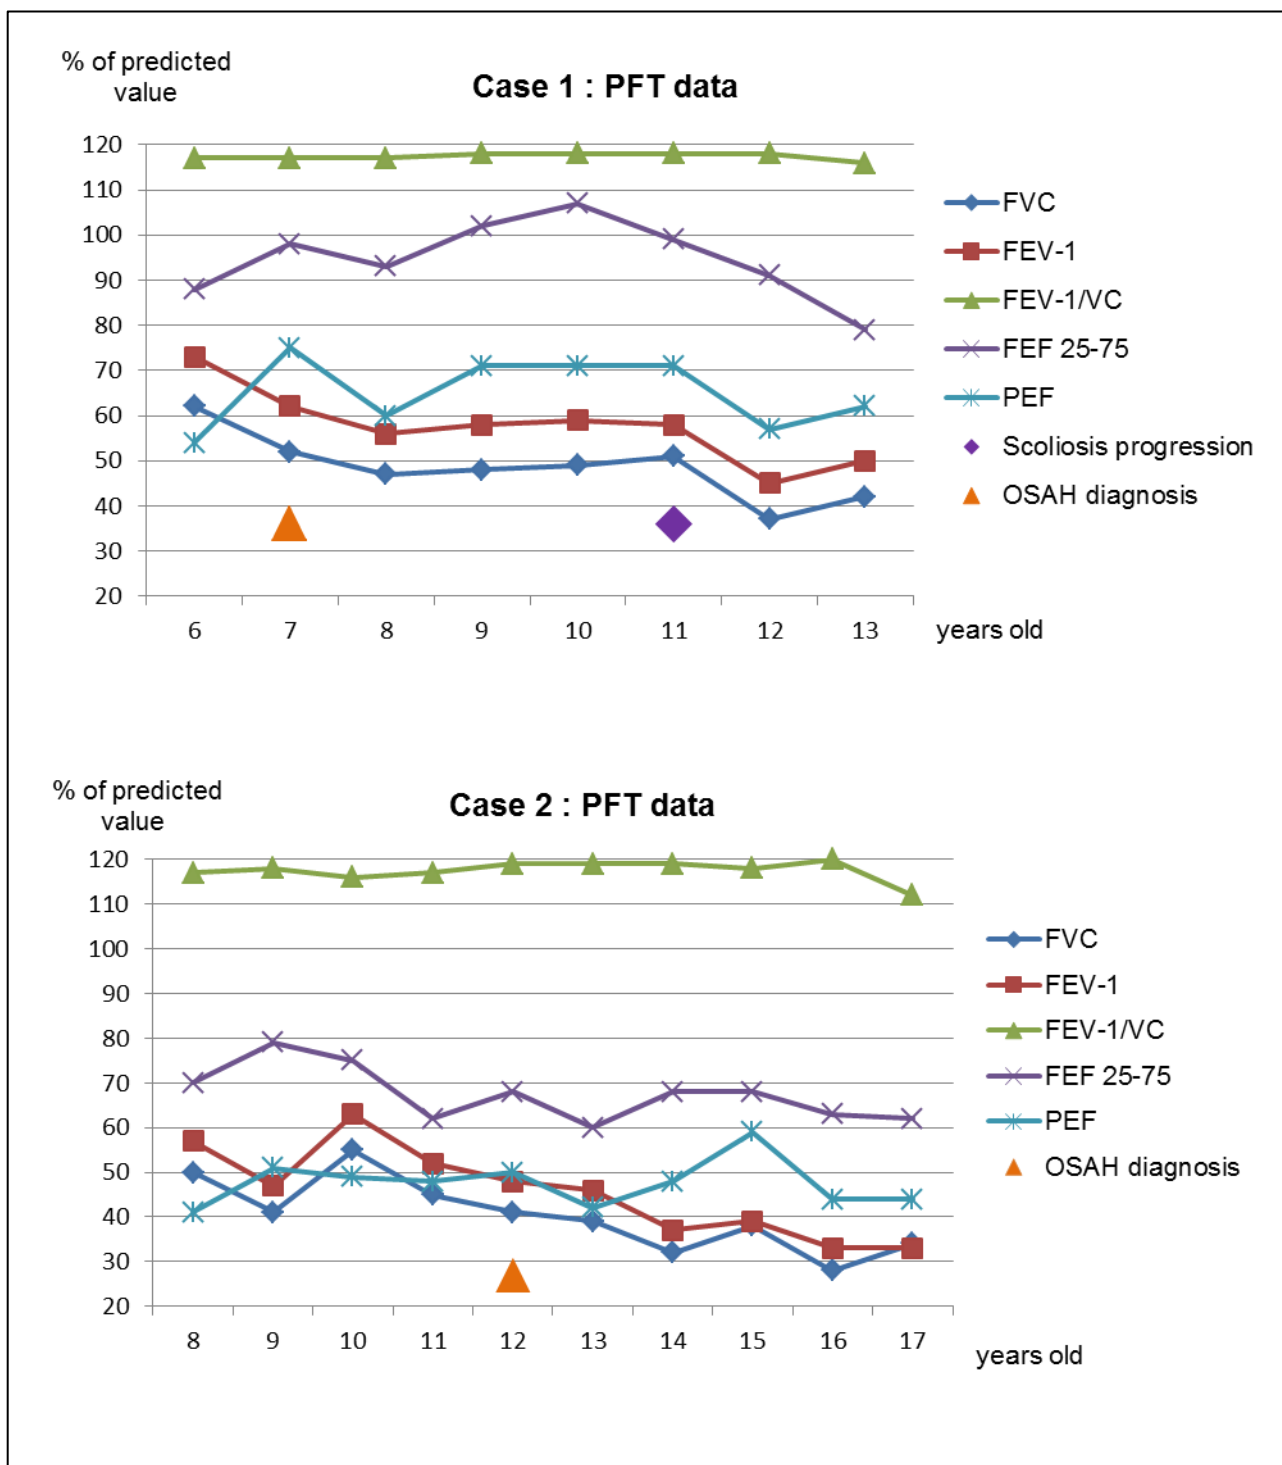 % of predicted
value
Case 1 : PFT data
120
110
100
90
80
70
60
50
40
30
20
6 7 8 9 10 11 12 13
years old
FVC
FEV-1
FEV-1/VC
FEF 25-75
PEF
Scoliosis progression
OSAH diagnosis
% of predicted
value
Case 2 : PFT data
120
110
100
90
80
70
60
50
40
30
20
8 9 10 11 12 13 14 15 16 17
years old
FVC
FEV-1
FEV-1/VC
FEF 25-75
PEF
OSAH diagnosis